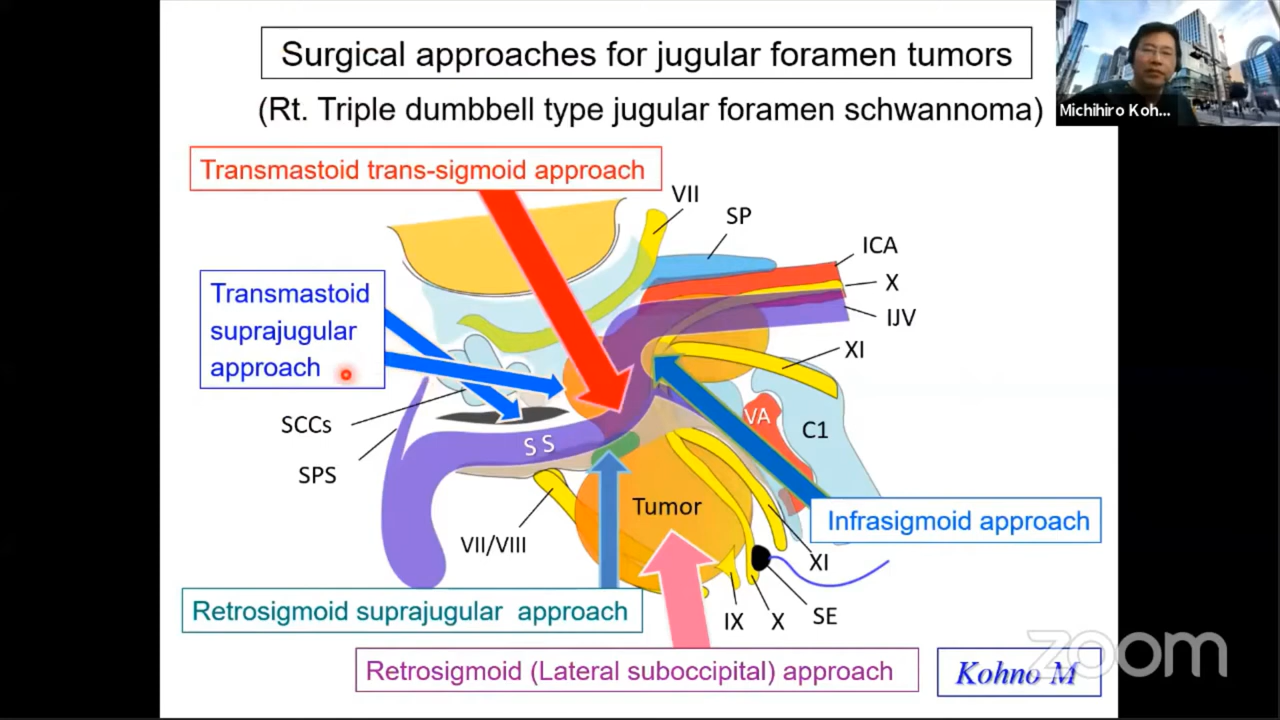 Surgical approaches for jugular foramen tumors
(Rt. Triple dumbbell type jugular foramen schwannoma)
Michihiro Koh...
Transmastoid trans-sigmoid approach
VII
SP
ICA
X
IJV
XI
Transmastoid
suprajugular
approach
SCCs
SPS
S S
VA
C1
Tumor
VII/VIII
Infrasigmoid approach
XI
SE
IX
X
Retrosigmoid suprajugular approach
Retrosigmoid (Lateral suboccipital) approach
Kohno M
zoom